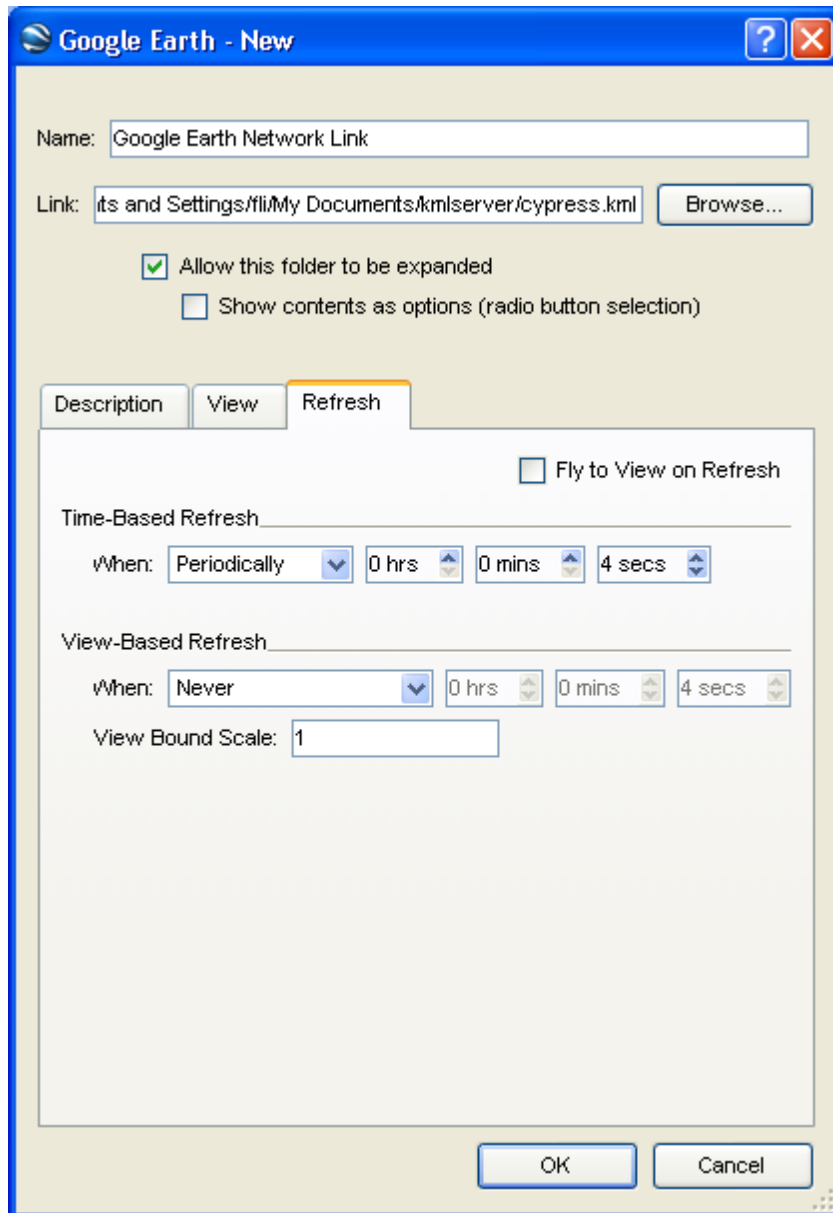 Google Earth - New
Name: Google Earth Network Link
Link: its and Settings/fli/My Documents/kmlserver/cypress.kml Browse...
Allow this folder to be expanded
Show contents as options (radio button selection)
Description View Refresh
Fly to View on Refresh
Time-Based Refresh
When: Periodically 0 hrs 0 mins 4 secs
View-Based Refresh
When: Never 0 hrs 0 mins 4 secs
View Bound Scale: 1
OK Cancel